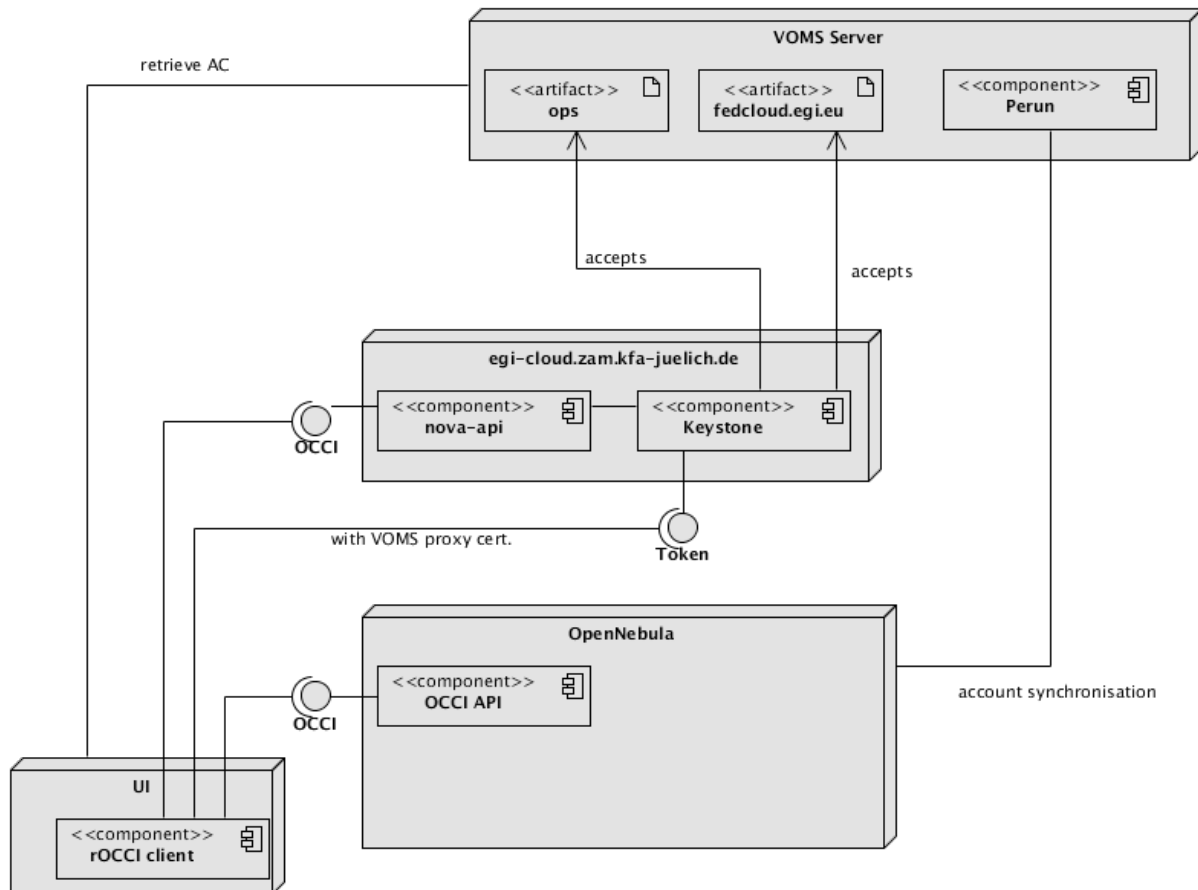 VOMS Server
retrieve AC
<<artifact>>
ops
<<artifact>>
fedcloud.egi.eu
<<component>>
Perun
accepts
accepts
egi-cloud.zam.kfa-juelich.de
<<component>>
nova-api
<<component>>
Keystone
OCCI
with VOMS proxy cert.
Token
OpenNebula
<<component>>
OCCI API
OCCI
account synchronisation
UI
<<component>>
rOCCI client